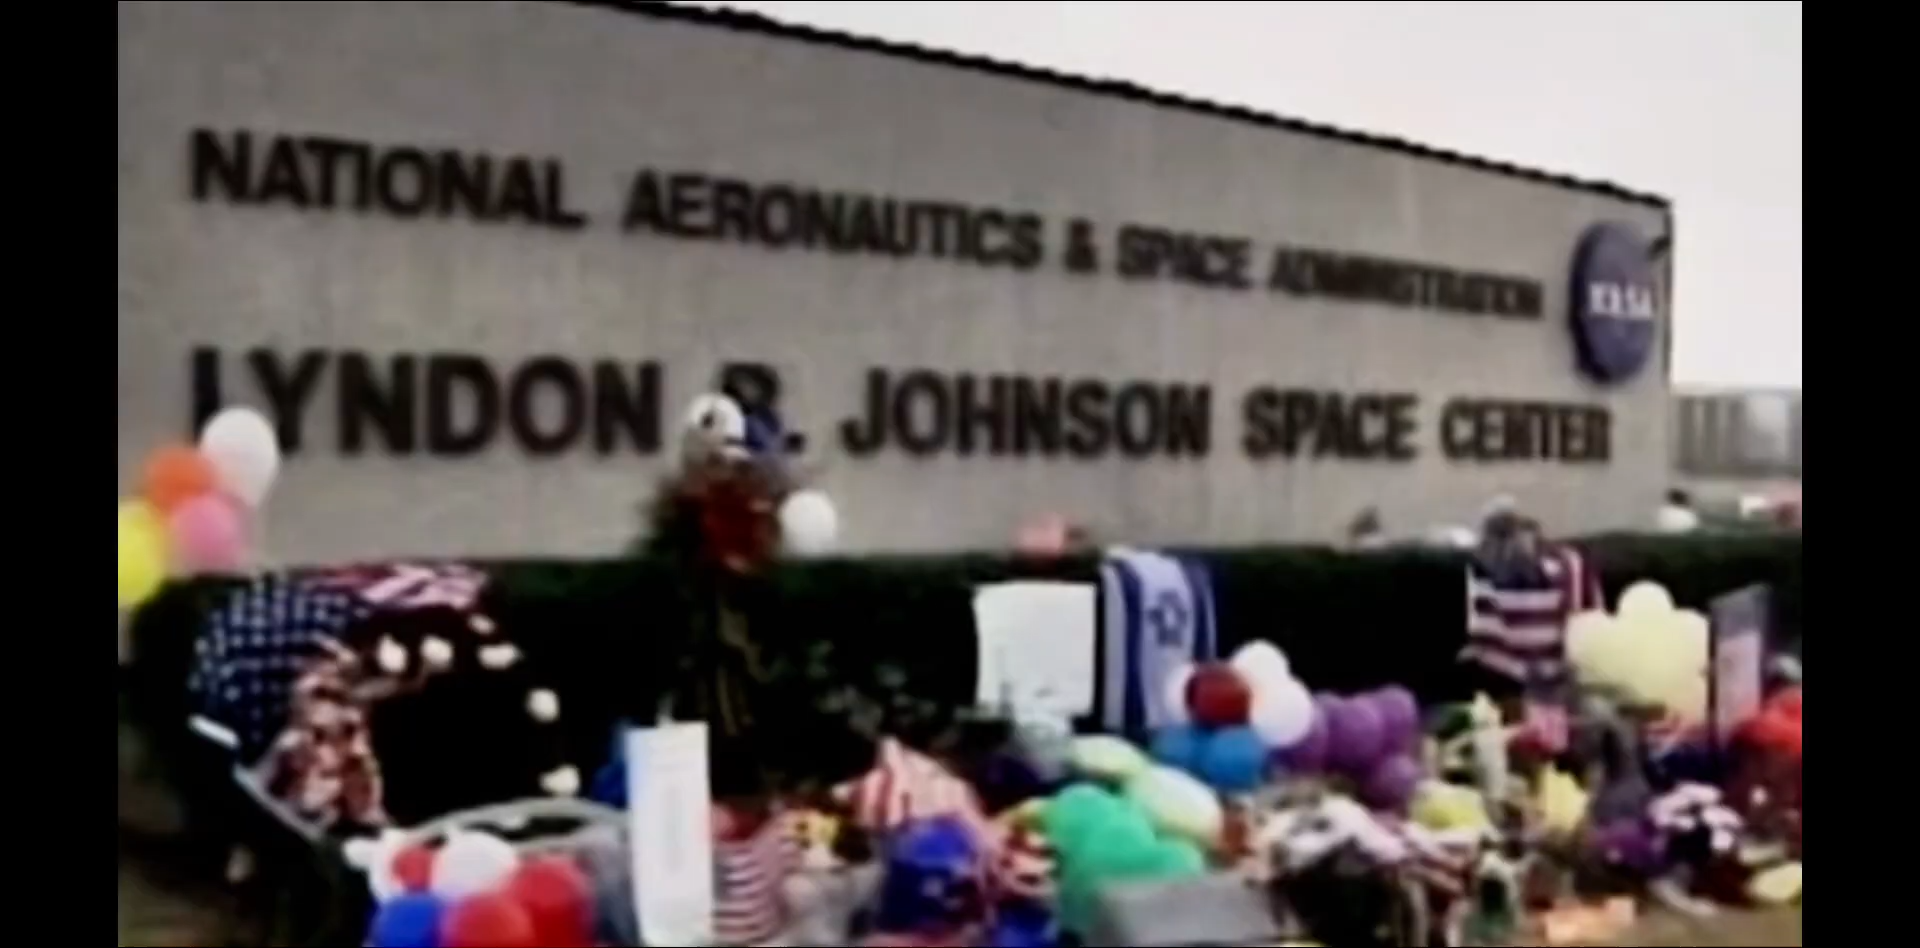 NATIONAL AERONAUTICS & SPACE ADMINISTRATION
NASA
LYNDON B. JOHNSON SPACE CENTER